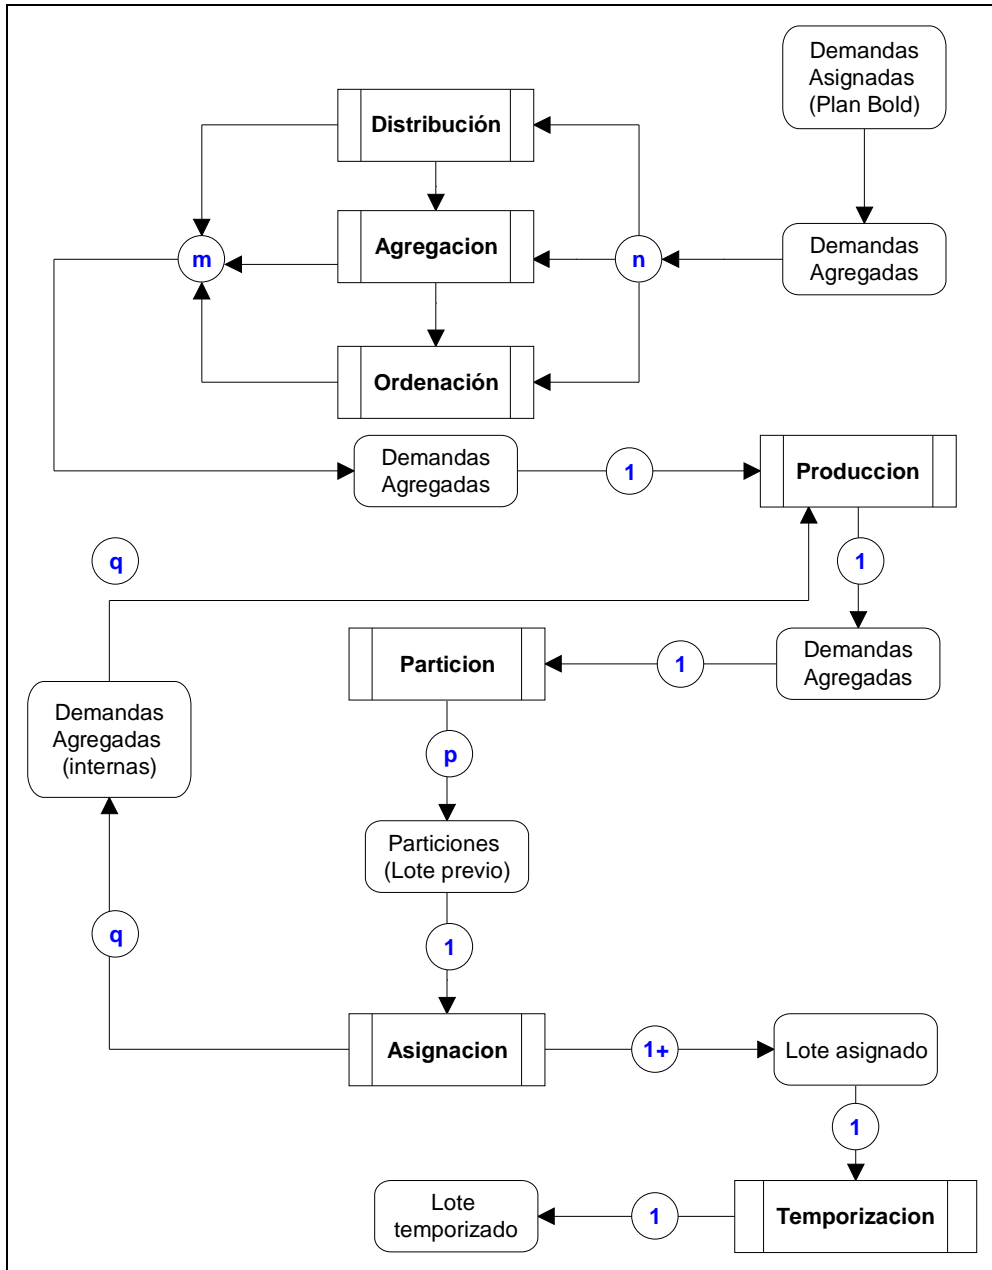 Demandas
Asignadas
(Plan Bold)
Distribución
Agregacion
Demandas
Agregadas
m
n
Ordenación
Demandas
Agregadas
1
Produccion
q
1
Particion
1
Demandas
Agregadas
Demandas
Agregadas
(internas)
p
Particiones
(Lote previo)
q
1
Asignacion
1+
Lote asignado
1
Lote
temporizado
1
Temporizacion